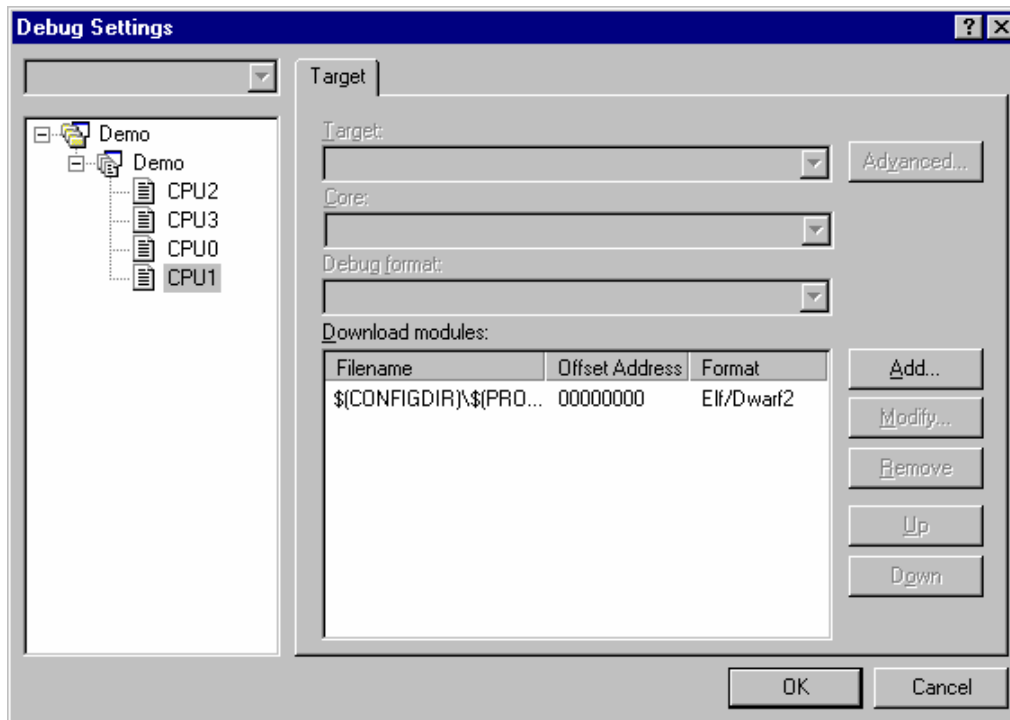 Debug Settings
Target
Demo
Demo
CPU2
CPU3
CPU0
CPU1
Target:
Advanced...
Core:
Debug format:
Download modules:
Filename Offset Address Format
$(CONFIGDIR)\$(PRO... 00000000 Elf/Dwarf2
Add...
Modify...
Remove
Up
Down
OK Cancel